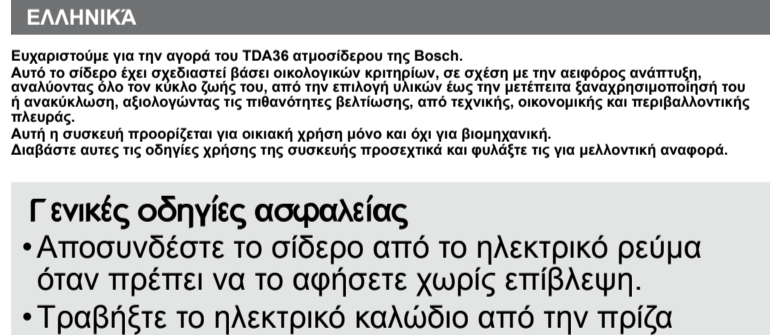 ΕΛΛΗΝΙΚΆ
Ευχαριστούμε για την αγορά του TDA36 ατμοσίδερου της Bosch.
Αυτό το σίδερο έχει σχεδιαστεί βάσει οικολογικών κριτηρίων, σε σχέση με την αειφόρος ανάπτυξη,
αναλύοντας όλο τον κύκλο ζωής του, από την επιλογή υλικών έως την μετέπειτα ξαναχρησιμοποίησή του
ή ανακύκλωση, αξιολογώντας τις πιθανότητες βελτίωσης, από τεχνικής, οικονομικής και περιβαλλοντικής
πλευράς.
Αυτή η συσκευή προορίζεται για οικιακή χρήση μόνο και όχι για βιομηχανική.
Διαβάστε αυτες τις οδηγίες χρήσης της συσκευής προσεχτικά και φυλάξτε τις για μελλοντική αναφορά.
Γενικές οδηγίες ασφαλείας
• Αποσυνδέστε το σίδερο από το ηλεκτρικό ρεύμα
όταν πρέπει να το αφήσετε χωρίς επίβλεψη.
• Τραβήξτε το ηλεκτρικό καλώδιο από την πρίζα